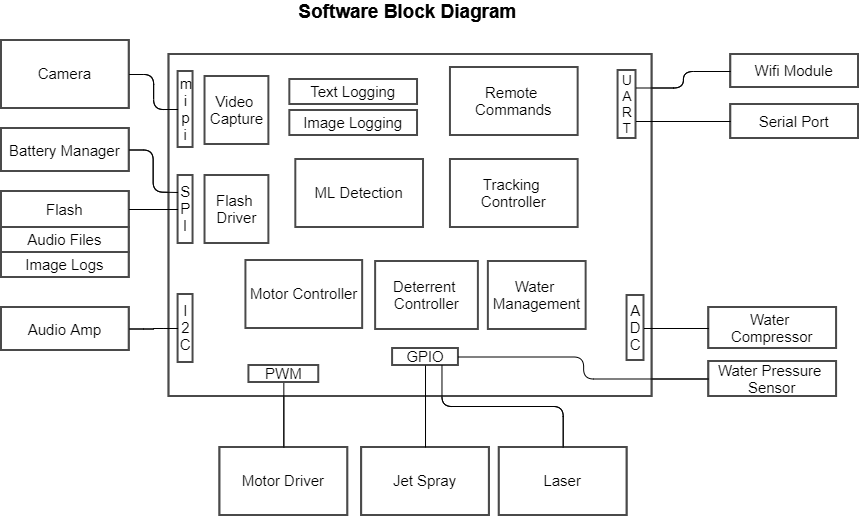 Software Block Diagram
Camera
Battery Manager
Flash
Audio Files
Image Logs
Audio Amp
mipi
SPI
I2C
Video
Capture
Text Logging
Image Logging
Remote
Commands
Flash
Driver
ML Detection
Tracking
Controller
Motor Controller
Deterrent
Controller
Water
Management
PWM
GPIO
UART
ADC
Wifi Module
Serial Port
Water
Compressor
Water Pressure
Sensor
Motor Driver
Jet Spray
Laser